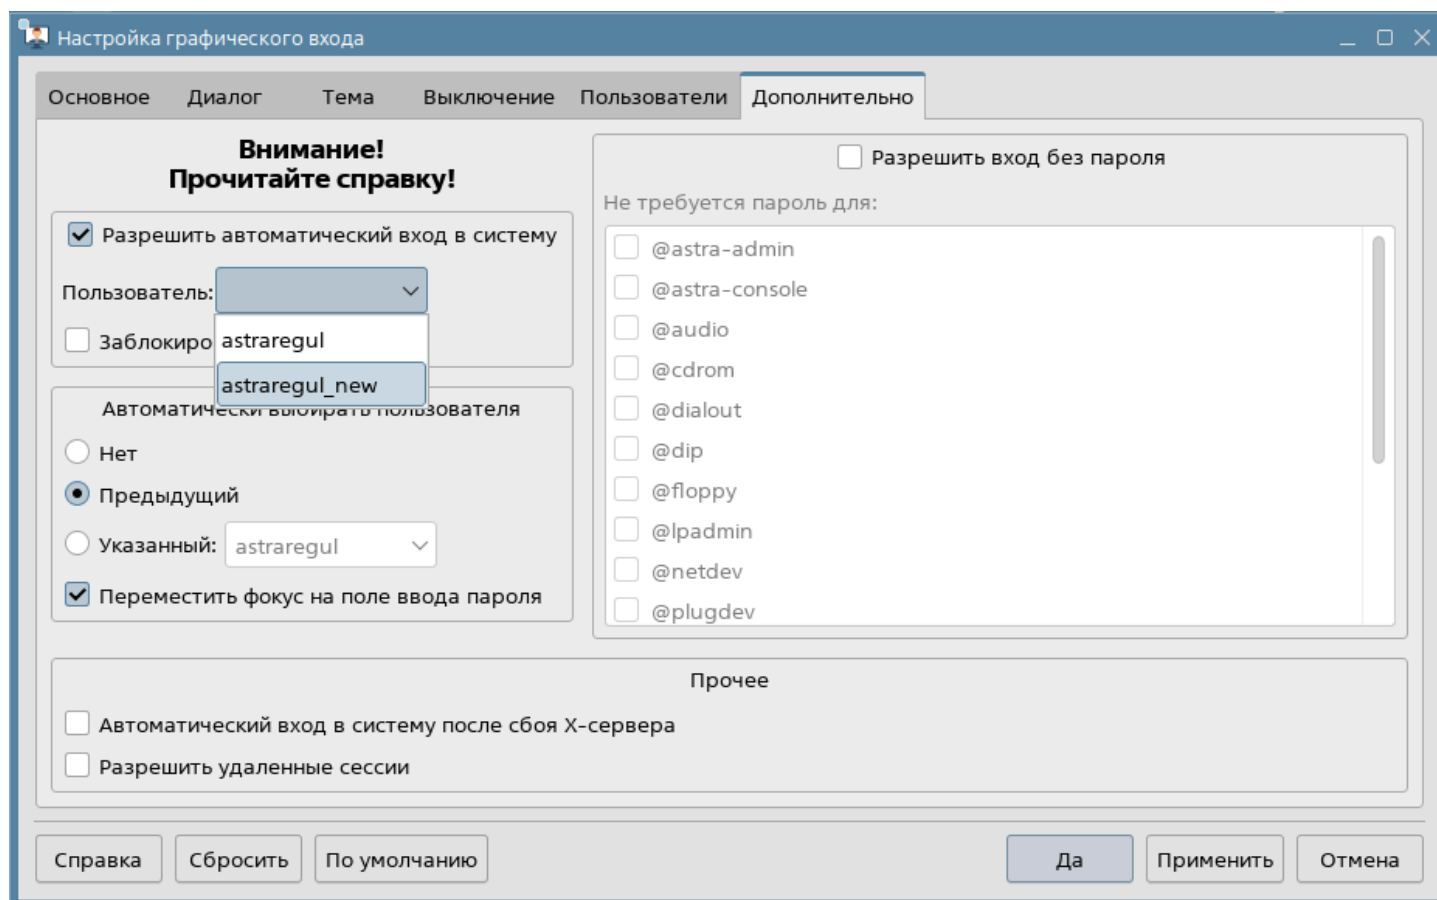 Настройка графического входа
Основное Диалог Тема Выключение Пользователи Дополнительно
Внимание!
Прочитайте справку!
Разрешить автоматический вход в систему
Пользователь:
astraregul
Заблокиро
astraregul_new
Автоматически выбирать пользователя
Нет
Предыдущий
Указанный: astraregul
Переместить фокус на поле ввода пароля
Разрешить вход без пароля
Не требуется пароль для:
@astra-admin
@astra-console
@audio
@cdrom
@dialout
@dip
@floppy
@lpadmin
@netdev
@plugdev
Прочее
Автоматический вход в систему после сбоя X-сервера
Разрешить удаленные сессии
Справка Сбросить По умолчанию Да Применить Отмена